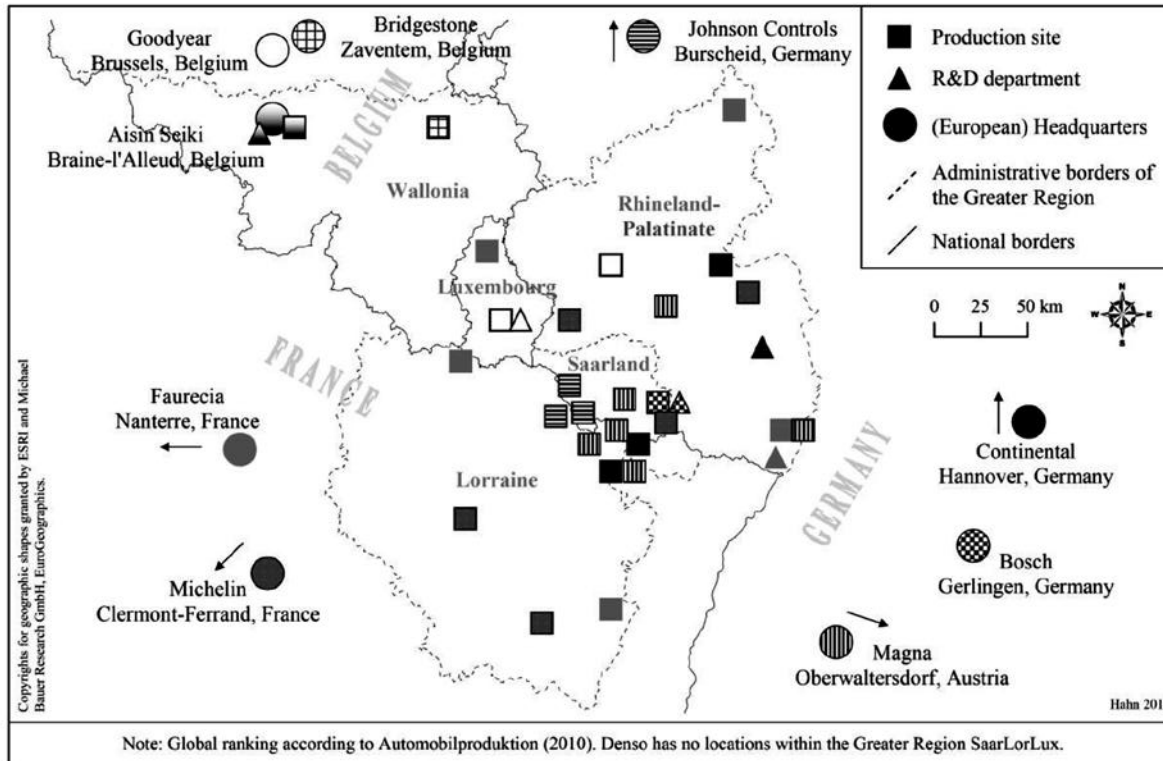 Goodyear
Brussels, Belgium
Bridgestone
Zaventem, Belgium
Johnson Controls
Burscheid, Germany
Production site
R&D department
(European) Headquarters
Administrative borders of
the Greater Region
National borders
Aisin Seiki
Braine-l'Alleud, Belgium
BELGIUM
Wallonia
Rhineland-
Palatinate
Luxembourg
0 25 50 km
N
W E
S
FRANCE
Saarland
Faurecia
Nanterre, France
Continental
Hannover, Germany
Lorraine
GERMANY
Michelin
Clermont-Ferrand, France
Bosch
Gerlingen, Germany
Magna
Oberwaltersdorf, Austria
Copyrights for geographic shapes granted by ESRI and Michael
Bauer Research GmbH, EuroGeographics.
Hahn 201
Note: Global ranking according to Automobilproduktion (2010). Denso has no locations within the Greater Region SaarLorLux.